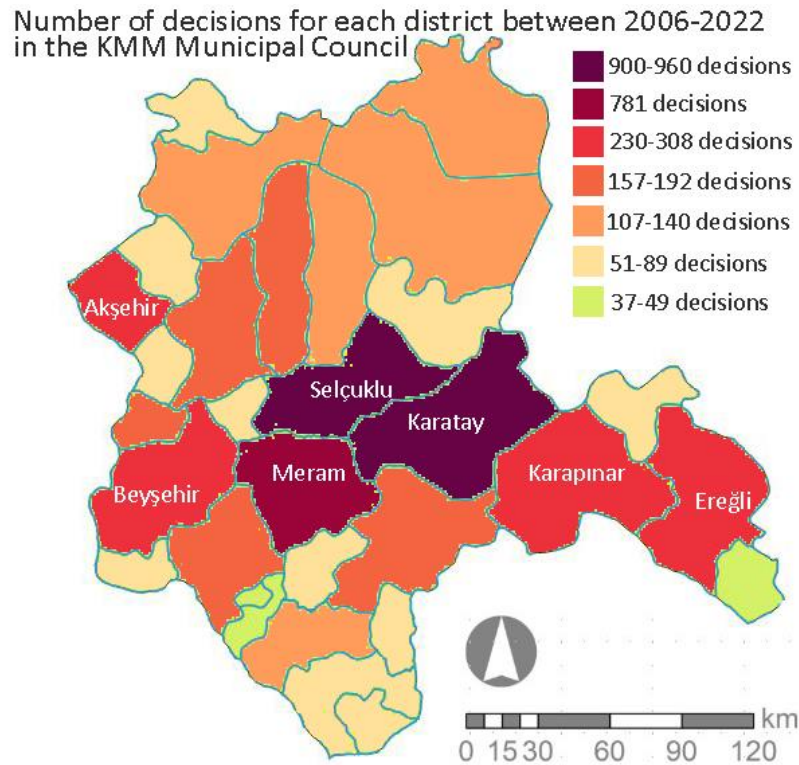 Number of decisions for each district between 2006-2022
in the KMM Municipal Council
900-960 decisions
781 decisions
230-308 decisions
157-192 decisions
107-140 decisions
51-89 decisions
37-49 decisions
Akşehir
Selçuklu
Karatay
Meram
Beyşehir
Karapınar
Ereğli
km
0 15 30 60 90 120